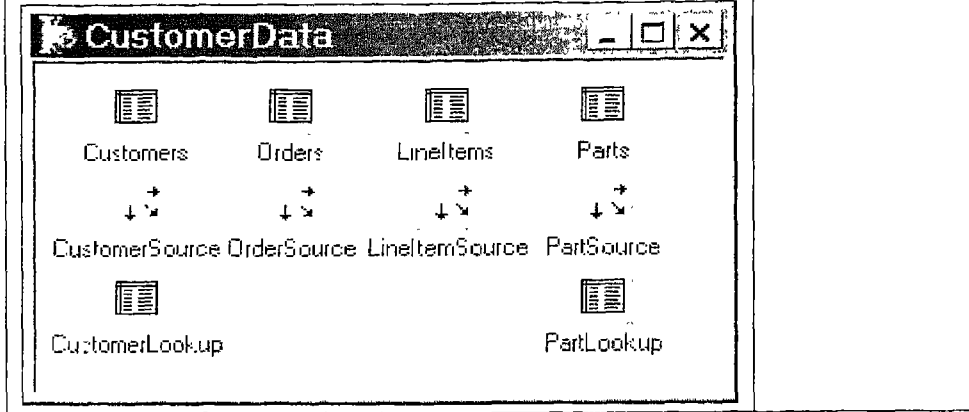 CustomerData
Customers Orders LineItems Parts
CustomerSource OrderSource LineItemSource PartSource
CustomerLookup PartLookup